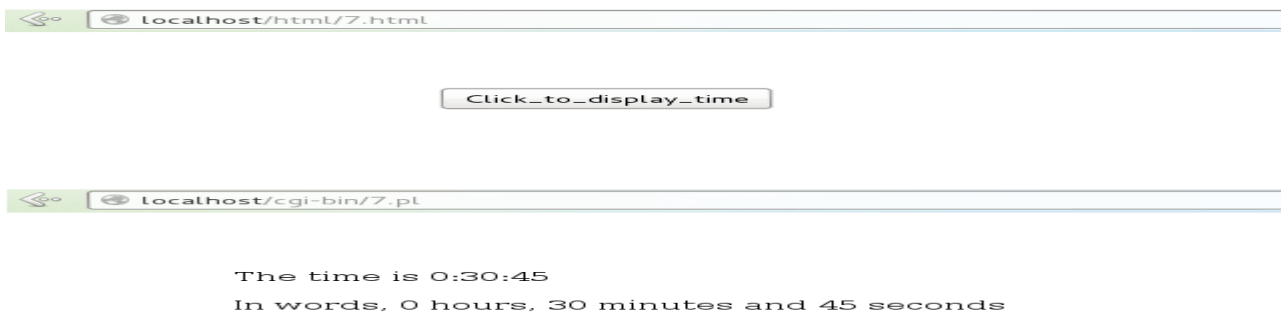 localhost/html/7.html
Click_to_display_time
localhost/cgi-bin/7.pl
The time is 0:30:45
In words, 0 hours, 30 minutes and 45 seconds